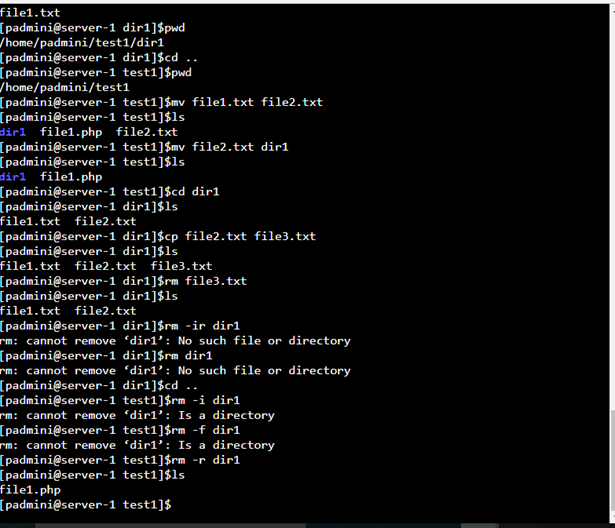 file1.txt
[padmini@server-1 dir1]$pwd
/home/padmini/test1/dir1
[padmini@server-1 dir1]$cd ..
[padmini@server-1 test1]$pwd
/home/padmini/test1
[padmini@server-1 test1]$mv file1.txt file2.txt
[padmini@server-1 test1]$ls
dir1  file1.php  file2.txt
[padmini@server-1 test1]$mv file2.txt dir1
[padmini@server-1 test1]$ls
dir1  file1.php
[padmini@server-1 test1]$cd dir1
[padmini@server-1 dir1]$ls
file1.txt  file2.txt
[padmini@server-1 dir1]$cp file2.txt file3.txt
[padmini@server-1 dir1]$ls
file1.txt  file2.txt  file3.txt
[padmini@server-1 dir1]$rm file3.txt
[padmini@server-1 dir1]$ls
file1.txt  file2.txt
[padmini@server-1 dir1]$rm -ir dir1
rm: cannot remove ‘dir1’: No such file or directory
[padmini@server-1 dir1]$rm dir1
rm: cannot remove ‘dir1’: No such file or directory
[padmini@server-1 dir1]$cd ..
[padmini@server-1 test1]$rm -i dir1
rm: cannot remove ‘dir1’: Is a directory
[padmini@server-1 test1]$rm -f dir1
rm: cannot remove ‘dir1’: Is a directory
[padmini@server-1 test1]$rm -r dir1
[padmini@server-1 test1]$ls
file1.php
[padmini@server-1 test1]$